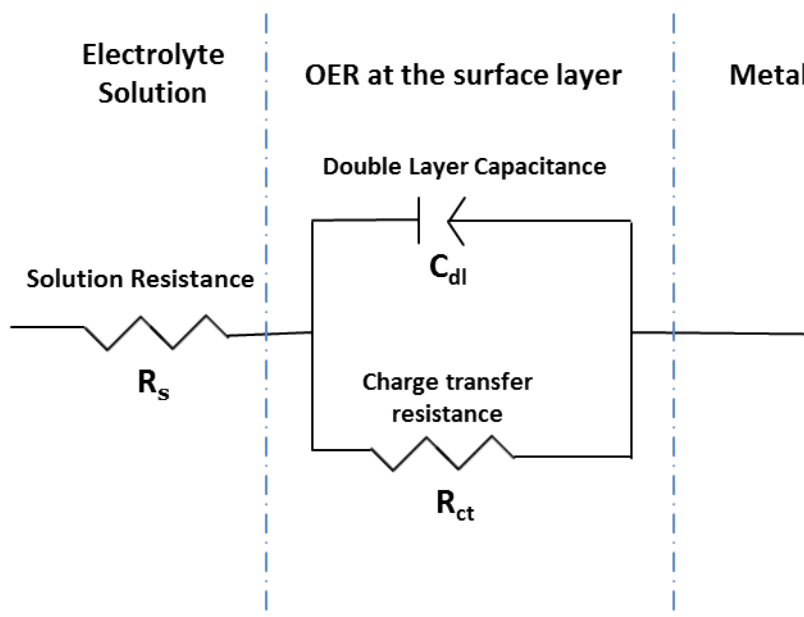 Electrolyte
Solution
OER at the surface layer
Metal
Double Layer Capacitance
Cdl
Solution Resistance
Rs
Charge transfer
resistance
Rct